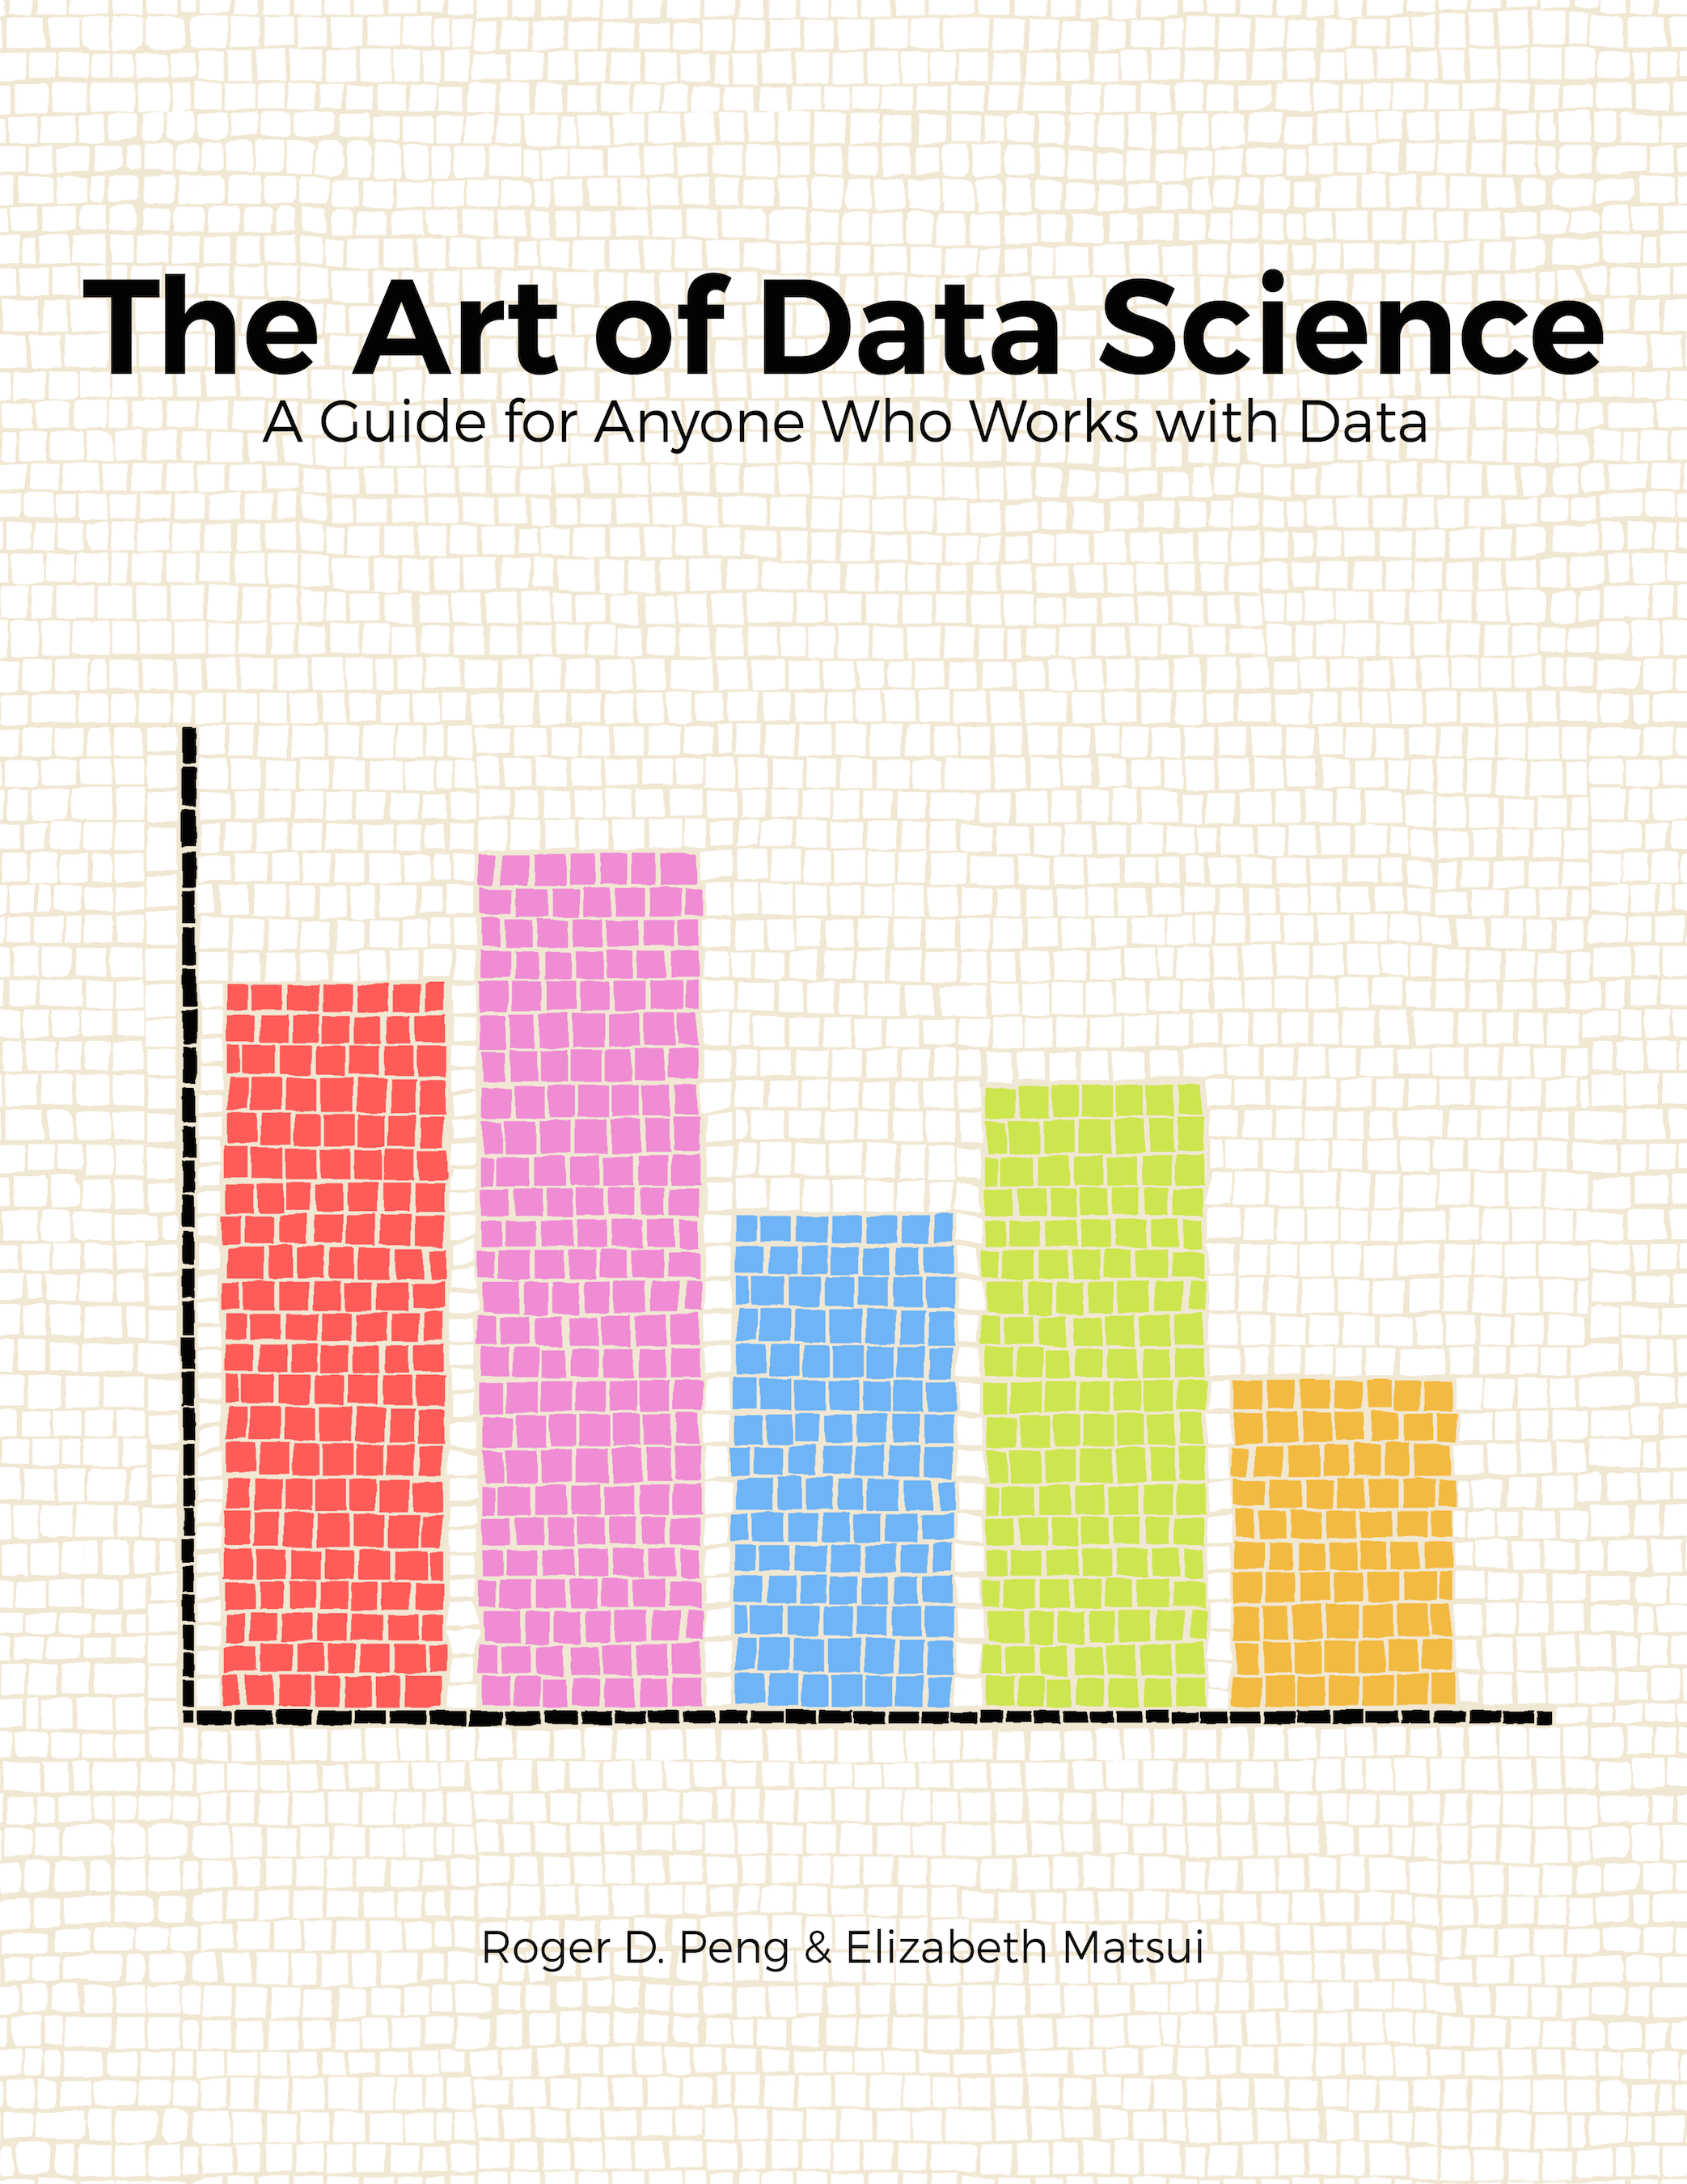 The Art of Data Science
A Guide for Anyone Who Works with Data
Roger D. Peng & Elizabeth Matsui